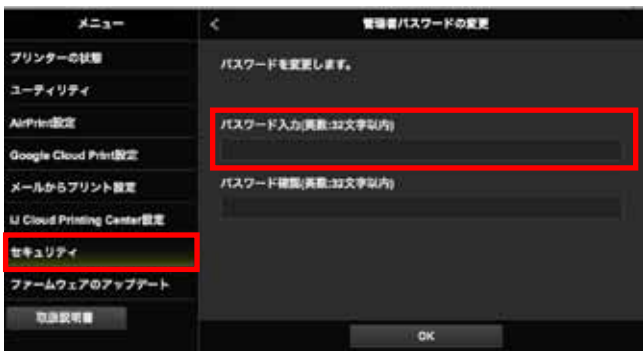 メニュー
プリンターの状態
ユーティリティ
AirPrint設定
Google Cloud Print設定
メールからプリント設定
IJ Cloud Printing Center設定
セキュリティ
ファームウェアのアップデート
取扱説明書
<
管理者パスワードの変更
パスワードを変更します。
パスワード入力(英数:32文字以内)
パスワード確認(英数:32文字以内)
OK